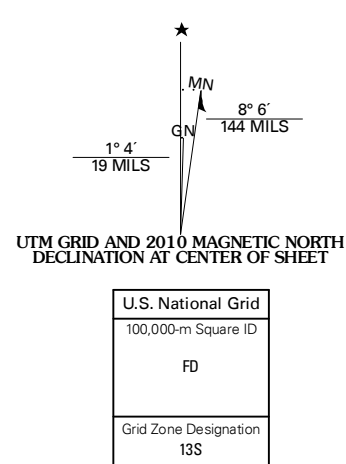 MN
8° 6´
144 MILS
GN
1° 4´
19 MILS
UTM GRID AND 2010 MAGNETIC NORTH
DECLINATION AT CENTER OF SHEET
U.S. National Grid
100,000-m Square ID
FD
Grid Zone Designation
13S